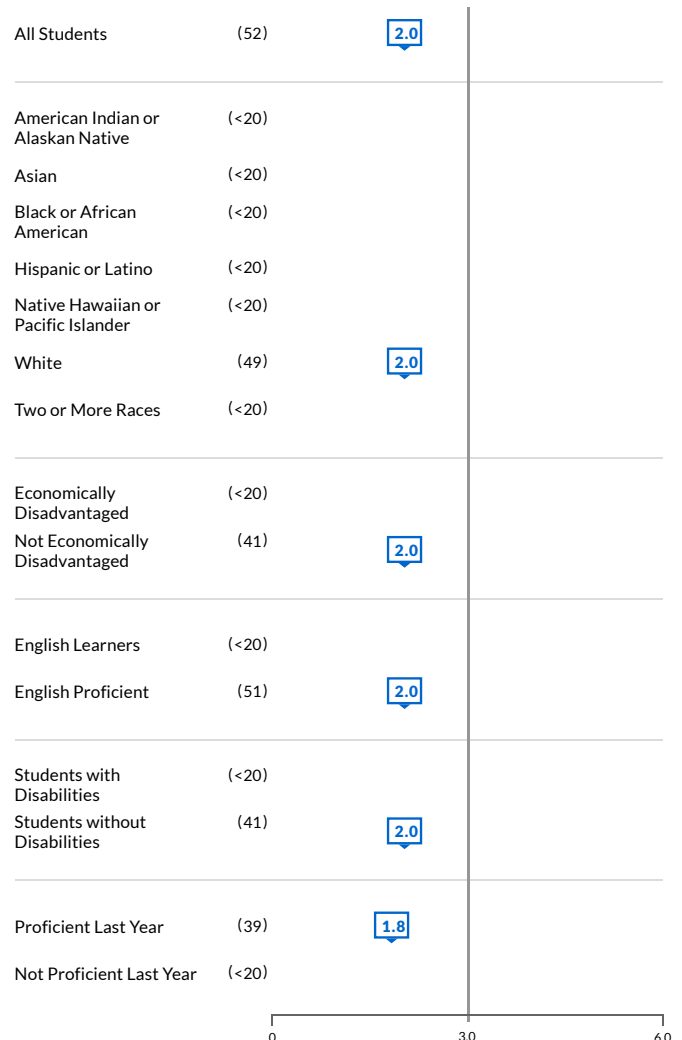 All Students (52) 2.0
American Indian or (<20)
Alaskan Native
Asian (<20)
Black or African (<20)
American
Hispanic or Latino (<20)
Native Hawaiian or (<20)
Pacific Islander
White (49) 2.0
Two or More Races (<20)
Economically (<20)
Disadvantaged
Not Economically (41) 2.0
Disadvantaged
English Learners (<20)
English Proficient (51) 2.0
Students with (<20)
Disabilities
Students without (41) 2.0
Disabilities
Proficient Last Year (39) 1.8
Not Proficient Last Year (<20)
0 3.0 6.0